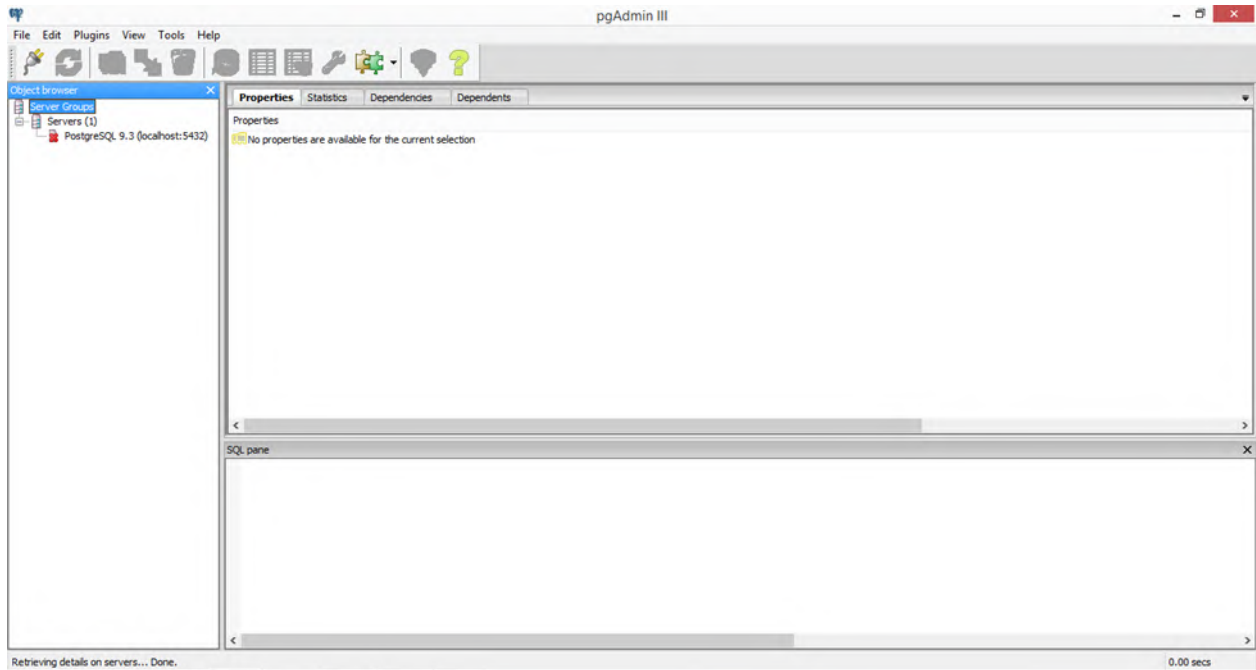 pgAdmin III
File Edit Plugins View Tools Help
Object browser
Server Groups
Servers (1)
PostgreSQL 9.3 (localhost:5432)
Properties Statistics Dependencies Dependents
Properties
No properties are available for the current selection
SQL pane
Retrieving details on servers... Done.
0.00 secs